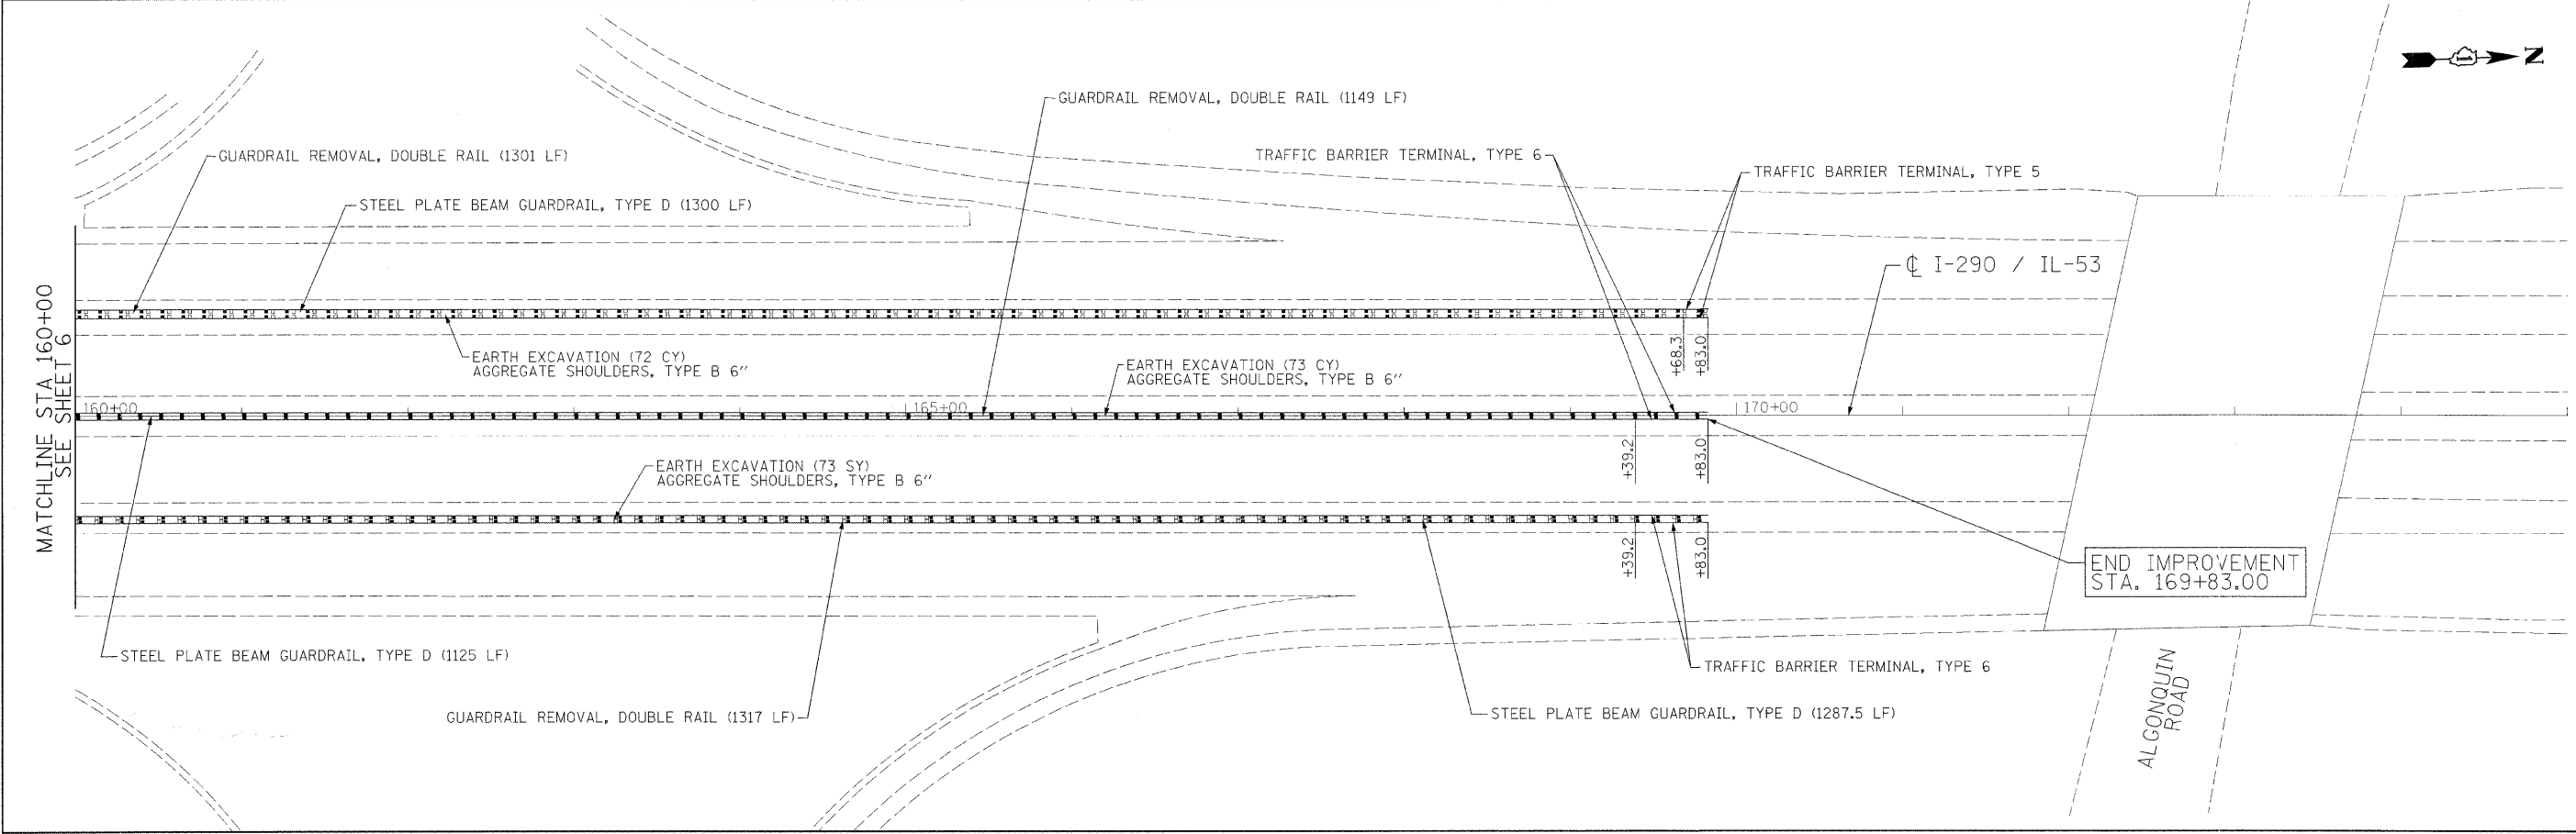 N
GUARDRAIL REMOVAL, DOUBLE RAIL (1149 LF)
GUARDRAIL REMOVAL, DOUBLE RAIL (1301 LF)
TRAFFIC BARRIER TERMINAL, TYPE 6
TRAFFIC BARRIER TERMINAL, TYPE 5
STEEL PLATE BEAM GUARDRAIL, TYPE D (1300 LF)
℄ I-290 / IL-53
MATCHLINE STA 160+00
SEE SHEET 6
+68.3
+83.0
EARTH EXCAVATION (72 CY)
AGGREGATE SHOULDERS, TYPE B 6"
EARTH EXCAVATION (73 CY)
AGGREGATE SHOULDERS, TYPE B 6"
160+00
165+00
170+00
+39.2
+83.0
EARTH EXCAVATION (73 SY)
AGGREGATE SHOULDERS, TYPE B 6"
+39.2
+83.0
END IMPROVEMENT
STA. 169+83.00
STEEL PLATE BEAM GUARDRAIL, TYPE D (1125 LF)
TRAFFIC BARRIER TERMINAL, TYPE 6
GUARDRAIL REMOVAL, DOUBLE RAIL (1317 LF)
STEEL PLATE BEAM GUARDRAIL, TYPE D (1287.5 LF)
ALGONQUIN
ROAD